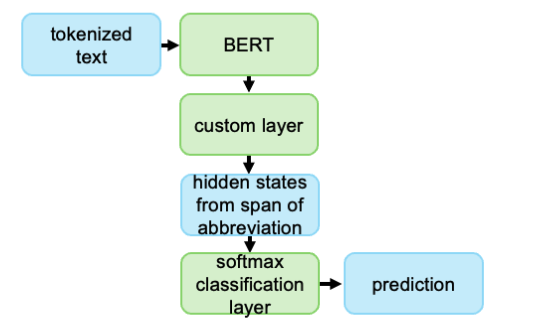 tokenized
text
BERT
custom layer
hidden states
from span of
abbreviation
softmax
classification
layer
prediction